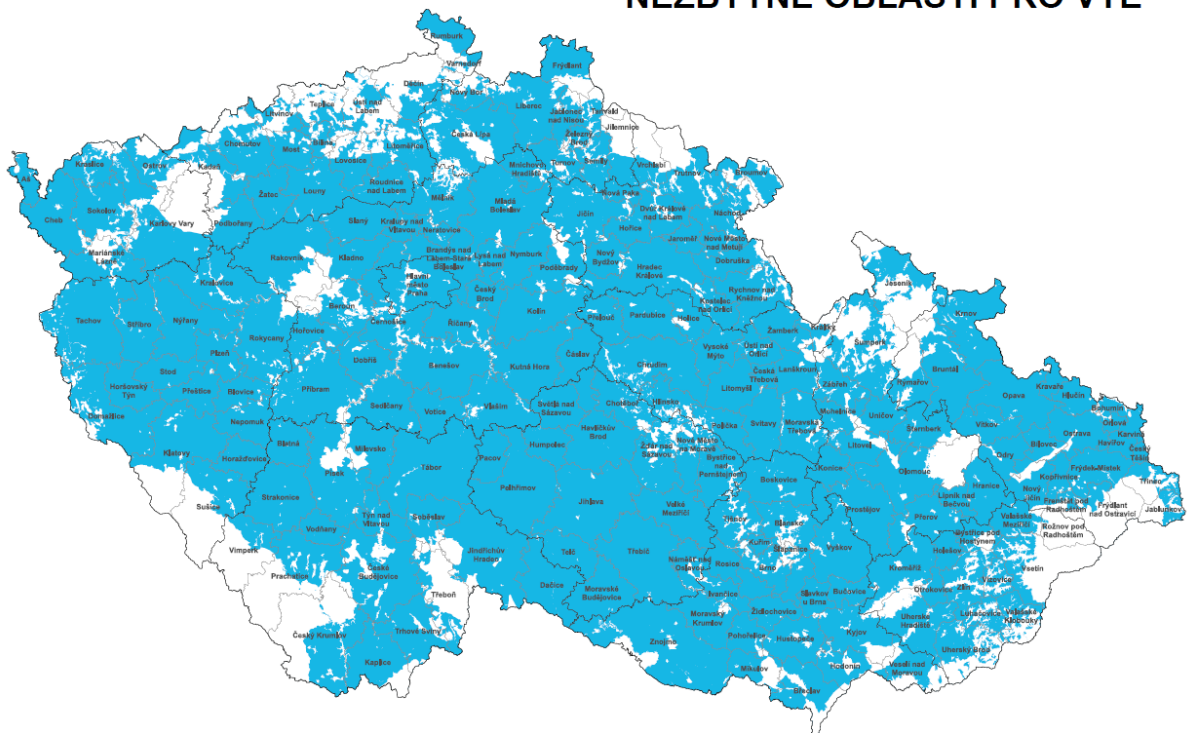 NEZBYTNÉ OBLASTI PRO VTE
Rumburk
Varnsdorf
Frýdlant
Děčín
Nový Bor
Teplice
Ústí nad
Labem
Litvínov
Liberec
Jablonec
nad Nisou
Tanvald
Jilemnice
Česká Lípa
Železný
Brod
Chomutov
Most
Bílina
Litoměřice
Lovosice
Kraslice
Ostrov
Kadaň
Mnichovo
Hradiště
Turnov
Semily
Vrchlabí
Trutnov
Broumov
Aš
Žatec
Louny
Roudnice
nad Labem
Mělník
Mladá
Boleslav
Nová Paka
Jičín
Dvůr Králové
nad Labem
Náchod
Cheb
Sokolov
Karlovy Vary
Podbořany
Slaný
Kralupy nad
Vltavou
Neratovice
Hořice
Jaroměř
Nové Město
nad Metují
Mariánské
Lázně
Rakovník
Kladno
Brandýs nad
Labem-Stará
Boleslav
Lysá nad
Labem
Nymburk
Poděbrady
Nový
Bydžov
Hradec
Králové
Dobruška
Kralovice
Hlavní
město
Praha
Český
Brod
Rychnov nad
Kněžnou
Jeseník
Beroun
Kostelec
nad Orlicí
Tachov
Stříbro
Nýřany
Hořovice
Černošice
Říčany
Kolín
Přelouč
Pardubice
Holice
Žamberk
Králíky
Krnov
Plzeň
Rokycany
Dobříš
Benešov
Kutná Hora
Čáslav
Chrudim
Vysoké
Mýto
Ústí nad
Orlicí
Česká
Třebová
Lanškroun
Šumperk
Stod
Bruntál
Horšovský
Týn
Přeštice
Blovice
Příbram
Zábřeh
Rýmařov
Litomyšl
Kravaře
Opava
Hlučín
Domažlice
Nepomuk
Sedlčany
Votice
Vlašim
Světlá nad
Sázavou
Chotěboř
Hlinsko
Polička
Svitavy
Moravská
Třebová
Mohelnice
Uničov
Šternberk
Vítkov
Bohumín
Orlová
Ostrava
Karviná
Havířov
Český
Těšín
Havlíčkův
Brod
Klatovy
Horažďovice
Blatná
Milevsko
Humpolec
Žďár nad
Sázavou
Nové Město
na Moravě
Litovel
Bílovec
Odry
Písek
Tábor
Pacov
Bystřice
nad
Pernštejnem
Konice
Olomouc
Frýdek-Místek
Kopřivnice
Strakonice
Pelhřimov
Boskovice
Hranice
Nový
Jičín
Třinec
Sušice
Jihlava
Velké
Meziříčí
Prostějov
Lipník nad
Bečvou
Frenštát pod
Radhoštěm
Frýdlant
nad Ostravicí
Jablunkov
Vodňany
Týn nad
Vltavou
Soběslav
Tišnov
Blansko
Přerov
Valašské
Meziříčí
Rožnov pod
Radhoštěm
Vimperk
Jindřichův
Hradec
Telč
Třebíč
Náměšť nad
Oslavou
Rosice
Kuřim
Šlapanice
Brno
Vyškov
Bystřice pod
Hostýnem
Holešov
Kroměříž
Vsetín
Prachatice
České
Budějovice
Dačice
Moravské
Budějovice
Ivančice
Slavkov
u Brna
Bučovice
Otrokovice
Zlín
Vizovice
Třeboň
Moravský
Krumlov
Židlochovice
Uherské
Hradiště
Luhačovice
Valašské
Klobouky
Český Krumlov
Trhové Sviny
Znojmo
Pohořelice
Hustopeče
Kyjov
Uherský Brod
Kaplice
Mikulov
Hodonín
Veselí nad
Moravou
Břeclav